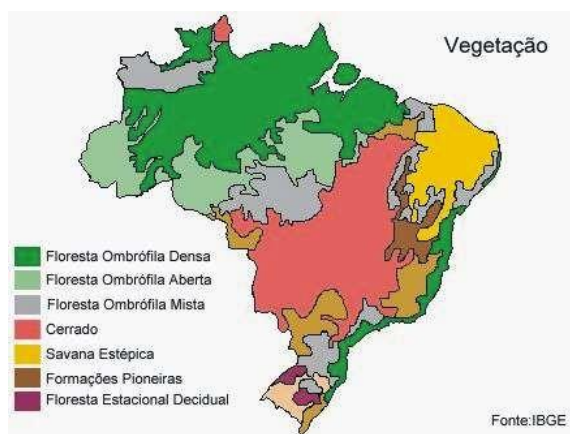 Vegetação
Floresta Ombrófila Densa
Floresta Ombrófila Aberta
Floresta Ombrófila Mista
Cerrado
Savana Estépica
Formações Pioneiras
Floresta Estacional Decidual
Fonte:IBGE